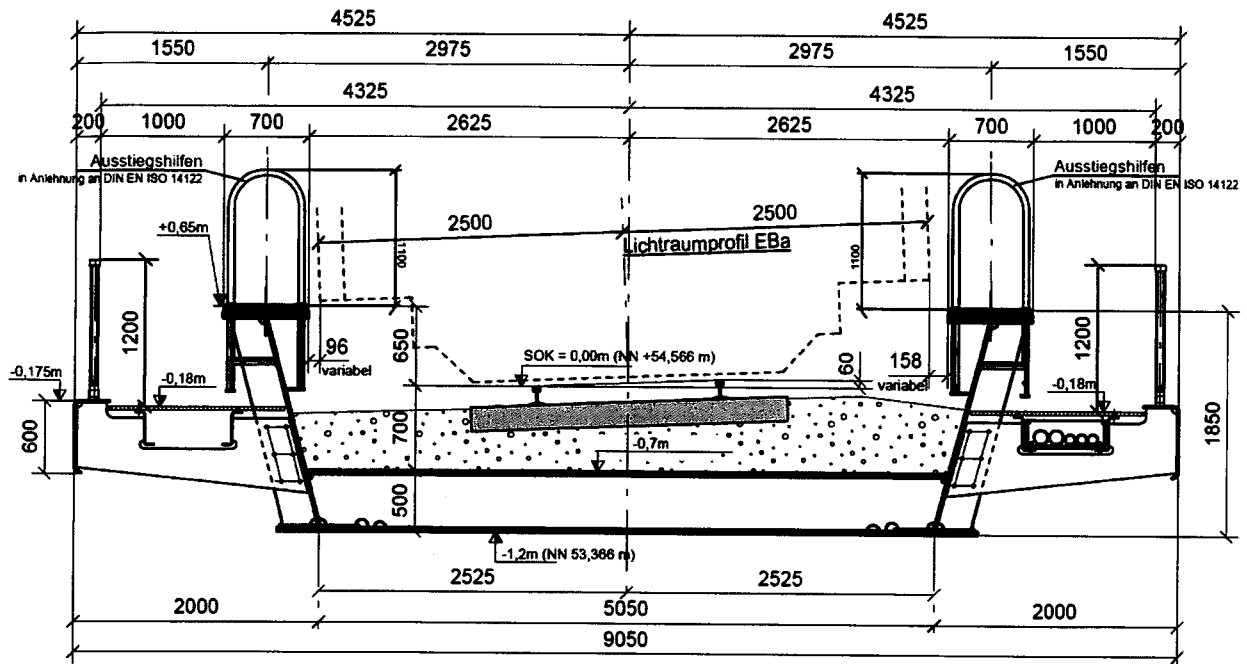 4525 4525
1550 2975 2975 1550
4325 4325
200 1000 700 2625 2625 700 1000 200
Ausstiegshilfen
in Anlehnung an DIN EN ISO 14122
Ausstiegshilfen
in Anlehnung an DIN EN ISO 14122
2500 2500
Lichtraumprofil EBa
+0,65m
1100
1100
1200
96
variabel
650
SOK = 0,00m (NN +54,566 m)
60
158
variabel
1200
-0,175m
-0,18m
-0,18m
600
700
-0,7m
1850
500
-1,2m (NN 53,366 m)
2525 2525
2000 5050 2000
9050